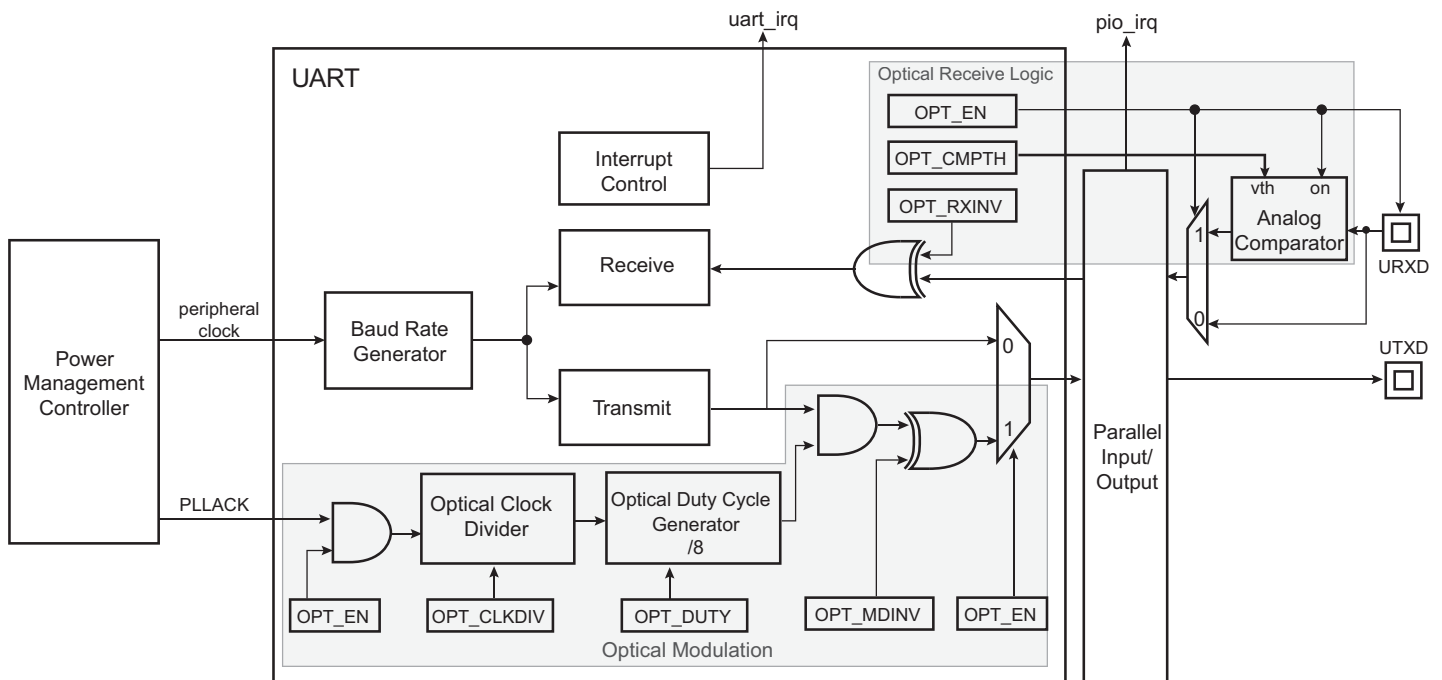 uart_irq
pio_irq
UART
Optical Receive Logic
OPT_EN
OPT_CMPTH
OPT_RXINV
vth
on
Analog
Comparator
1
0
URXD
UTXD
Interrupt
Control
Receive
Power
Management
Controller
peripheral
clock
Baud Rate
Generator
Transmit
0
1
Parallel
Input/
Output
PLLACK
Optical Clock
Divider
Optical Duty Cycle
Generator
/8
OPT_EN
OPT_CLKDIV
OPT_DUTY
OPT_MDINV
OPT_EN
Optical Modulation